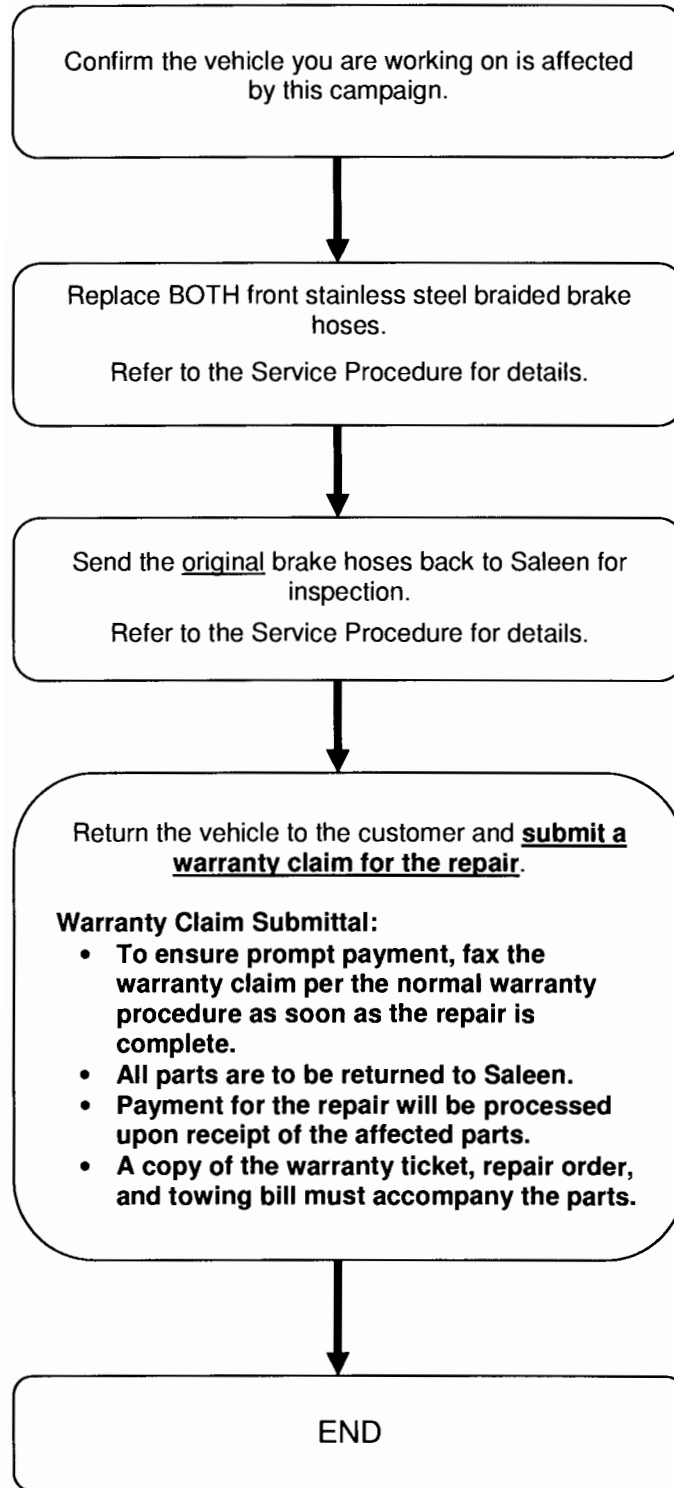 Confirm the vehicle you are working on is affected
by this campaign.
Replace BOTH front stainless steel braided brake
hoses.
Refer to the Service Procedure for details.
Send the original brake hoses back to Saleen for
inspection.
Refer to the Service Procedure for details.
Return the vehicle to the customer and submit a
warranty claim for the repair.
Warranty Claim Submittal:
• To ensure prompt payment, fax the
warranty claim per the normal warranty
procedure as soon as the repair is
complete.
• All parts are to be returned to Saleen.
• Payment for the repair will be processed
upon receipt of the affected parts.
• A copy of the warranty ticket, repair order,
and towing bill must accompany the parts.
END